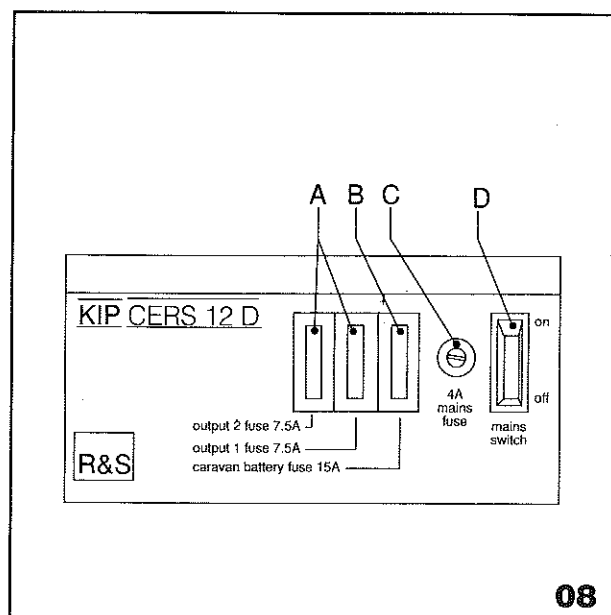 A B C D
KIP CERS 12 D
on
off
4A
mains
fuse
mains
switch
output 2 fuse 7.5A
output 1 fuse 7.5A
caravan battery fuse 15A
R&S
08